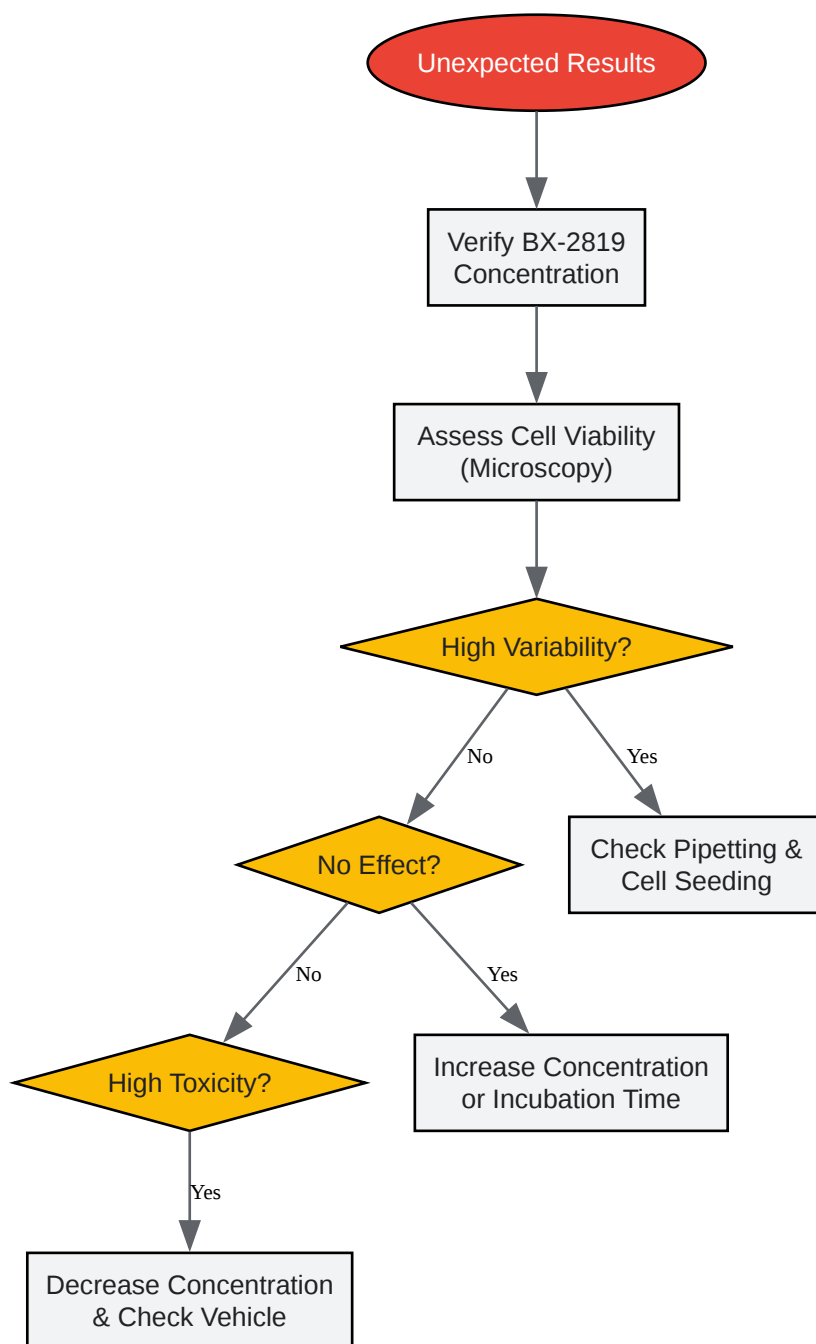 Unexpected Results
Verify BX-2819
Concentration
Assess Cell Viability
(Microscopy)
High Variability?
No
Yes
No Effect?
Check Pipetting &
Cell Seeding
No
Yes
High Toxicity?
Increase Concentration
or Incubation Time
Yes
Decrease Concentration
& Check Vehicle